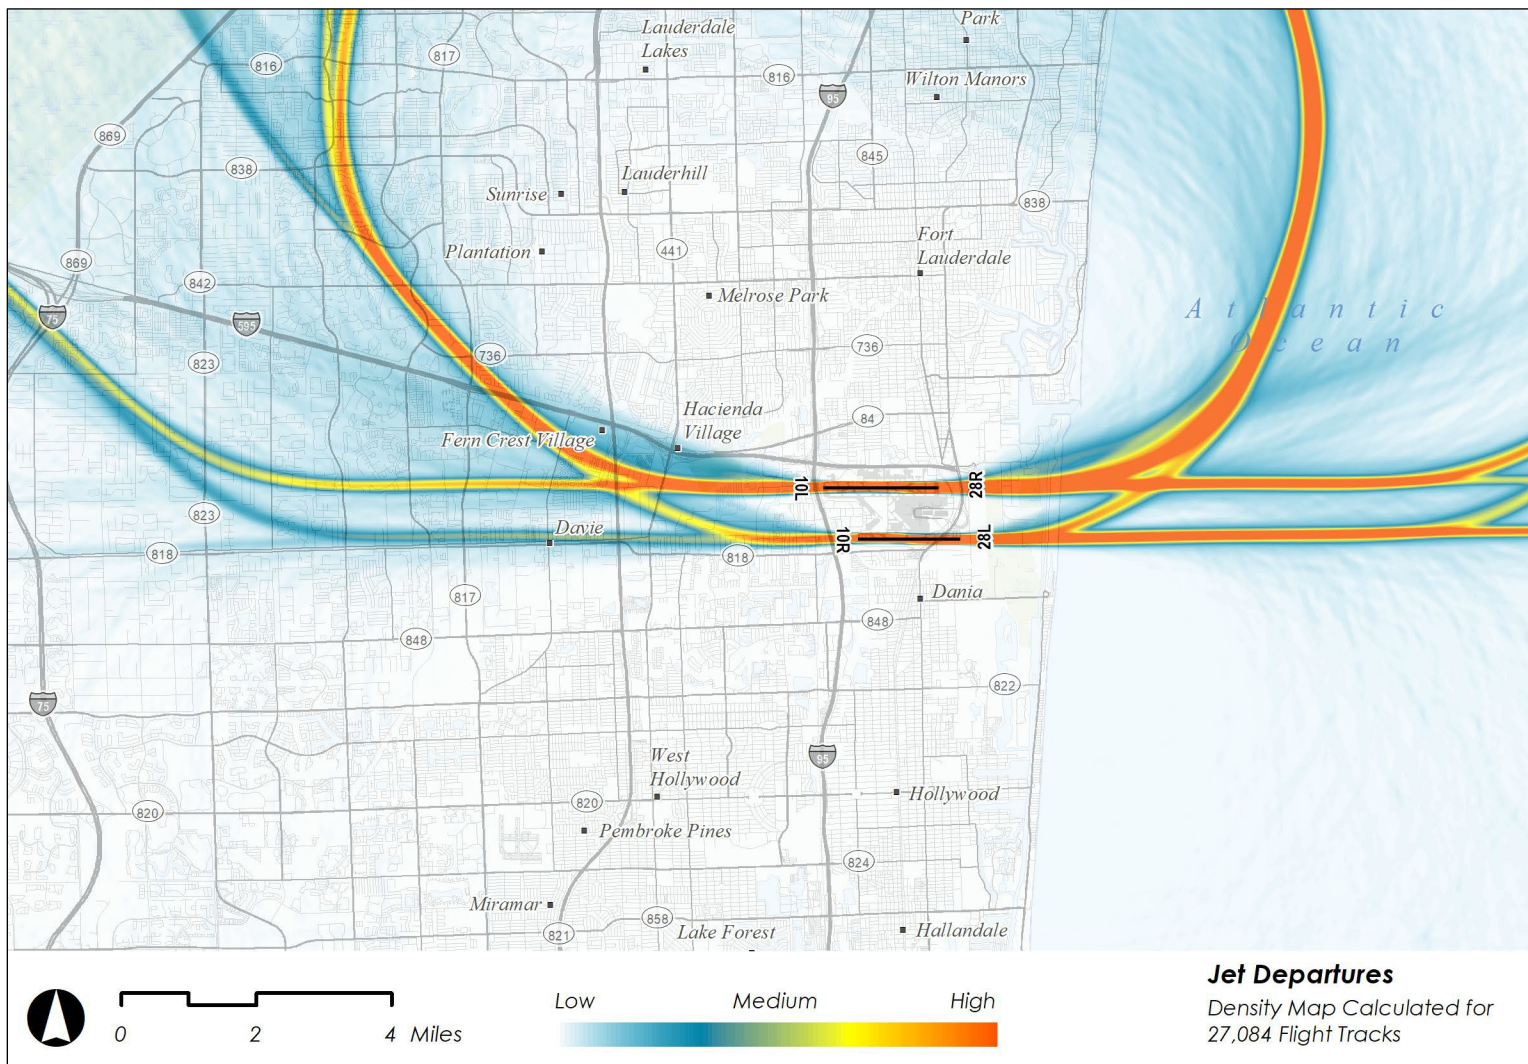 Lauderdale
Lakes
Park
816
817
816
Wilton Manors
95
869
845
838
Lauderhill
Sunrise
838
441
Fort
Lauderdale
Plantation
869
842
Melrose Park
Atlantic
Ocean
75
595
736
736
823
Hacienda
Village
84
Fern Crest Village
10L
28R
823
Davie
10R
28L
818
818
817
Dania
848
848
822
75
West
Hollywood
95
820
820
Hollywood
Pembroke Pines
824
Miramar
858
821
Lake Forest
Hallandale
Jet Departures
Density Map Calculated for
27,084 Flight Tracks
Low Medium High
0 2 4 Miles